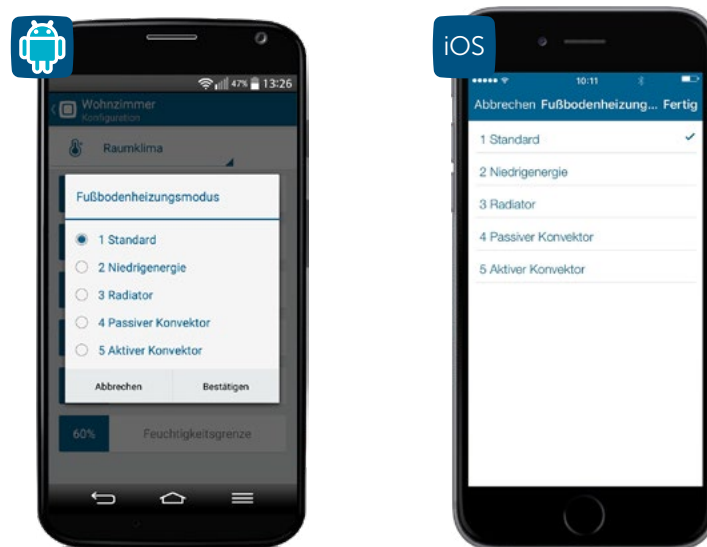 47% 13:26
Wohnzimmer
Konfiguration
Raumklima
Fußbodenheizungsmodus
1 Standard
2 Niedrigenergie
3 Radiator
4 Passiver Konvektor
5 Aktiver Konvektor
Abbrechen Bestätigen
60% Feuchtigkeitsgrenze
iOS
10:11
Abbrechen Fußbodenheizung... Fertig
1 Standard
2 Niedrigenergie
3 Radiator
4 Passiver Konvektor
5 Aktiver Konvektor